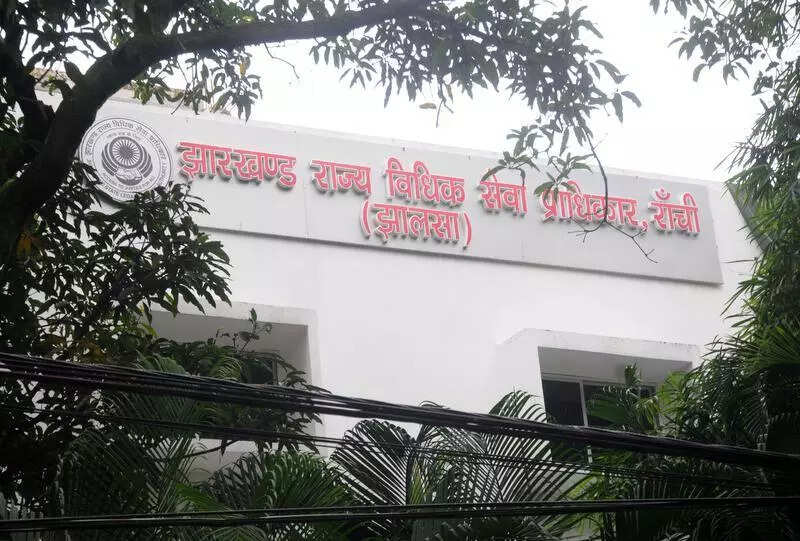 झारखण्ड राज्य विधिक सेवा प्राधिकार, राँची
(झालसा)